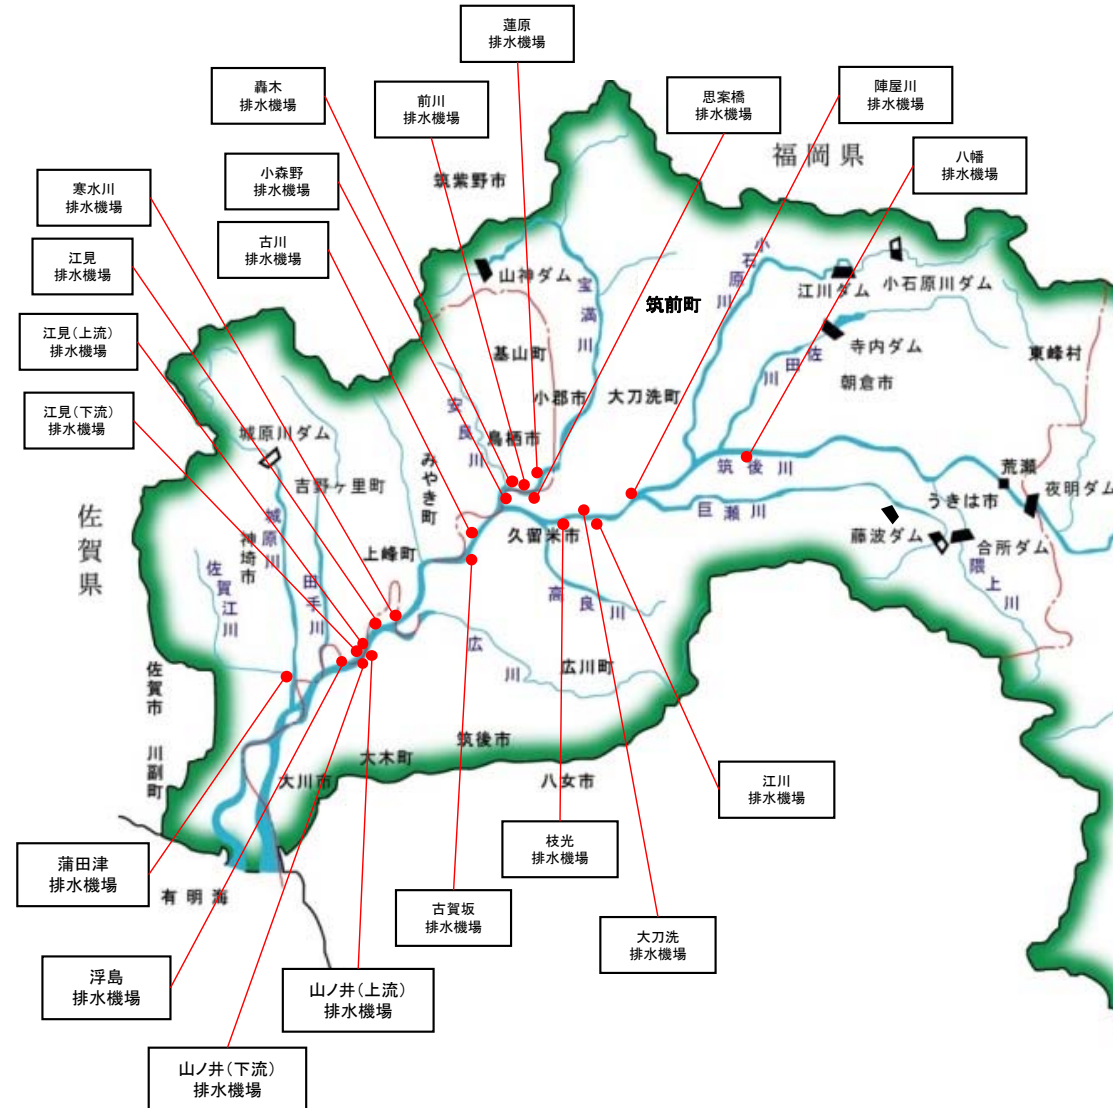 蓮原
排水機場
轟木
排水機場
前川
排水機場
思案橋
排水機場
陣屋川
排水機場
福岡県
八幡
排水機場
小森野
排水機場
筑紫野市
寒水川
排水機場
古川
排水機場
江見
排水機場
江見(上流)
排水機場
江見(下流)
排水機場
山神ダム
宝満川
筑前町
小石原川
江川ダム
小石原川ダム
基山町
寺内ダム
東峰村
佐田川
朝倉市
小郡市
大刀洗町
安良川
鳥栖市
城原川ダム
みやき町
吉野ヶ里町
筑後川
荒瀬
夜明ダム
うきは市
佐賀県
城原川
神埼市
上峰町
久留米市
巨瀬川
藤波ダム
合所ダム
隈上川
佐賀江川
田手川
高良川
広川
広川町
佐賀市
川副町
筑後市
大木町
大川市
八女市
江川
排水機場
枝光
排水機場
蒲田津
排水機場
有明海
古賀坂
排水機場
大刀洗
排水機場
浮島
排水機場
山ノ井(上流)
排水機場
山ノ井(下流)
排水機場